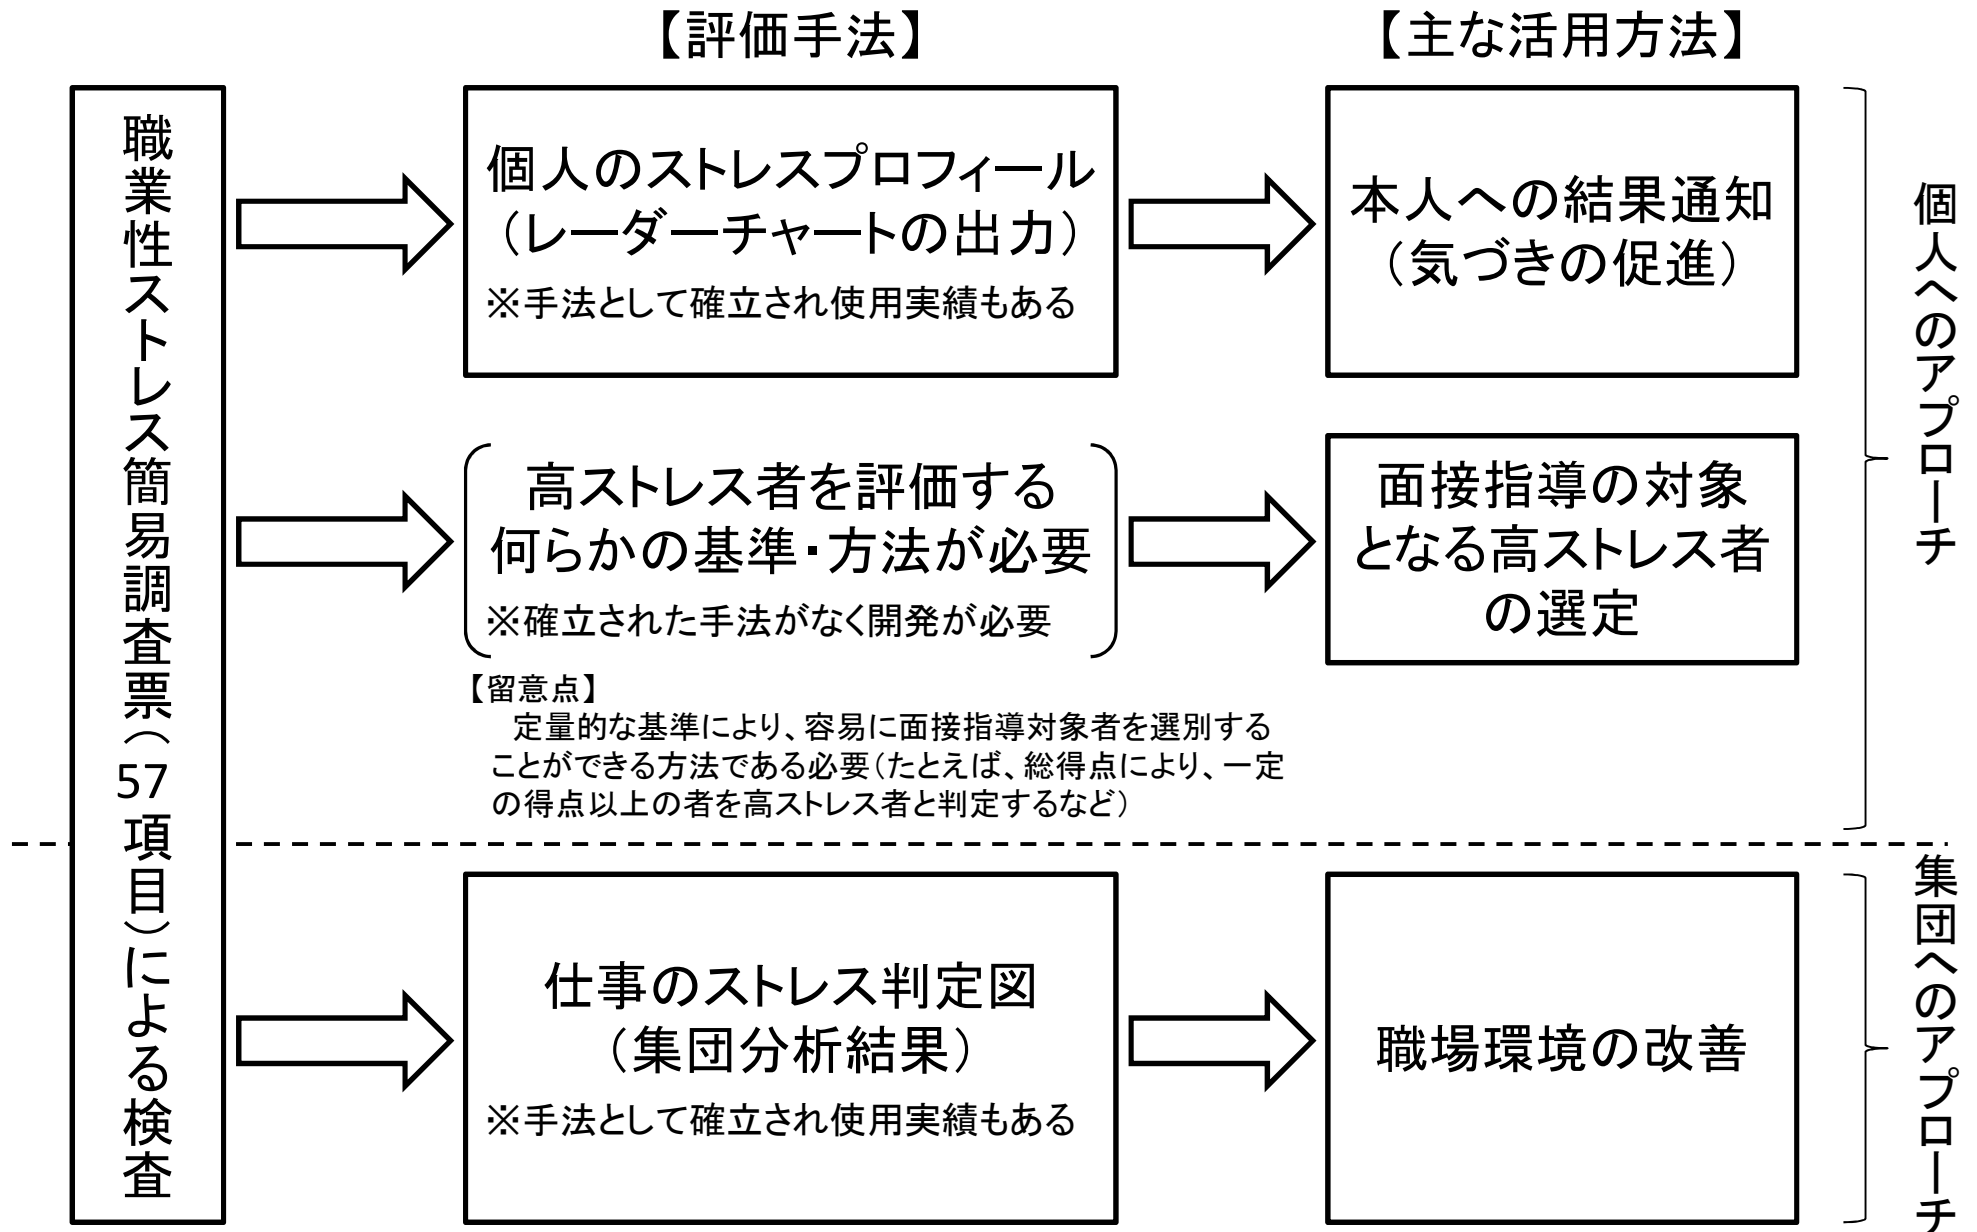 【評価手法】
【主な活用方法】
職業性ストレス簡易調査票（57項目）による検査
個人のストレスプロフィール
（レーダーチャートの出力）
※手法として確立され使用実績もある
本人への結果通知
（気づきの促進）
個人へのアプローチ
高ストレス者を評価する
何らかの基準・方法が必要
※確立された手法がなく開発が必要
面接指導の対象
となる高ストレス者
の選定
【留意点】
定量的な基準により、容易に面接指導対象者を選別する
ことができる方法である必要（たとえば、総得点により、一定
の得点以上の者を高ストレス者と判定するなど）
仕事のストレス判定図
（集団分析結果）
※手法として確立され使用実績もある
職場環境の改善
集団へのアプローチ